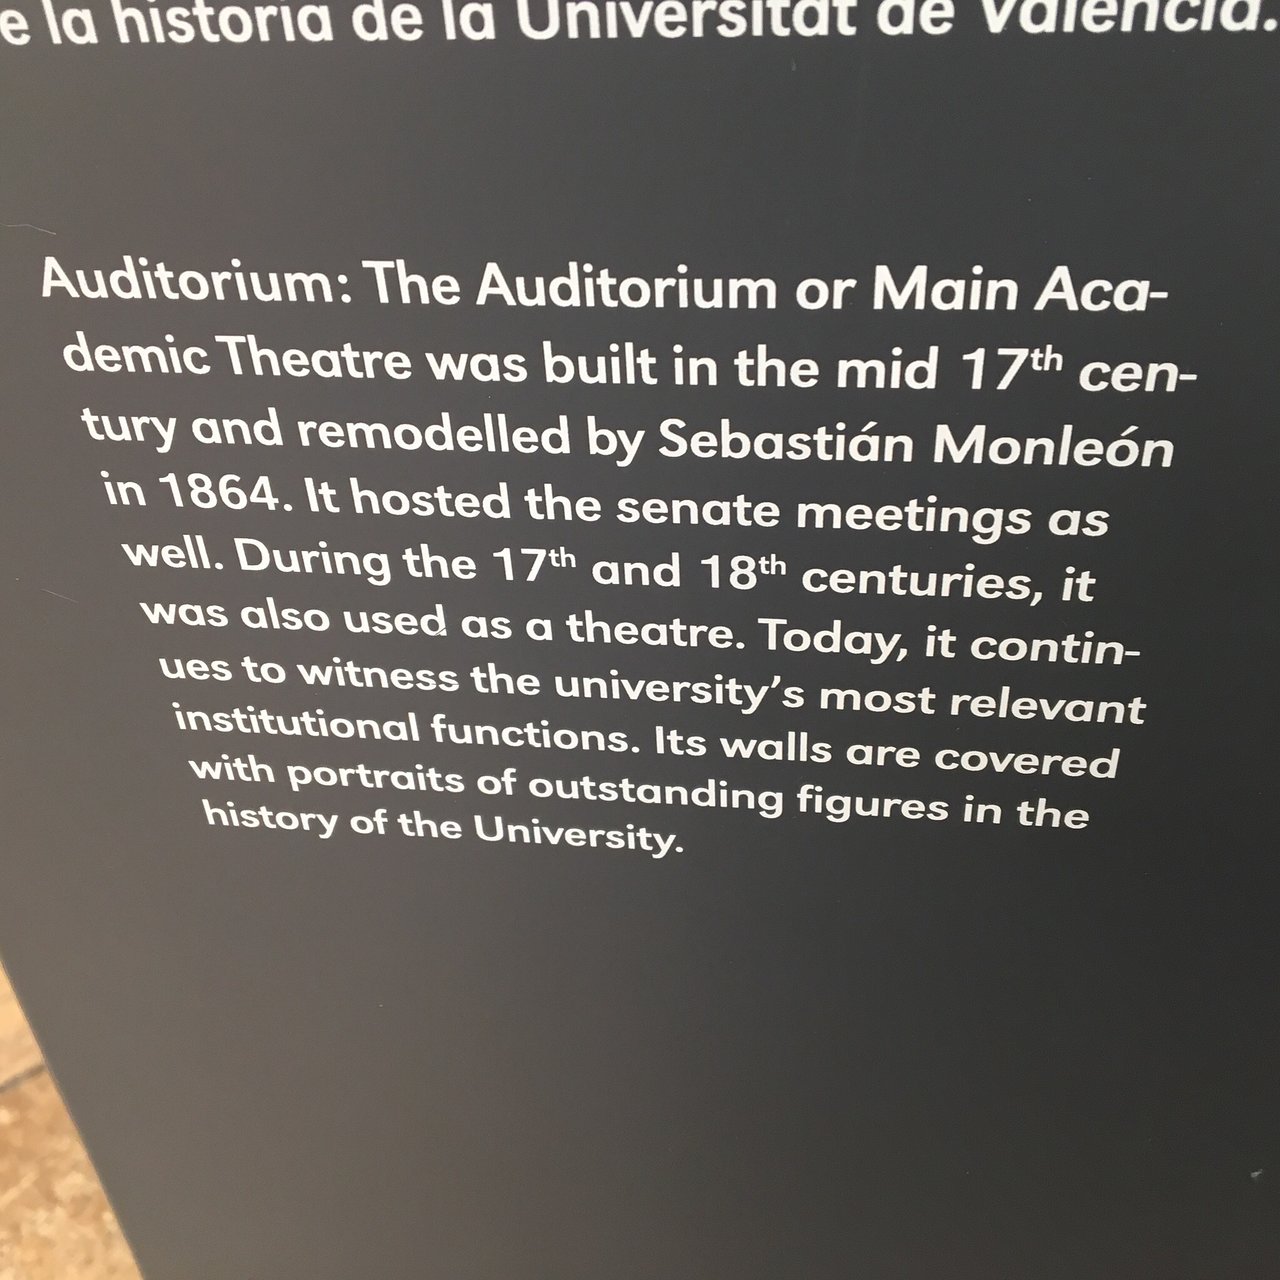 e la historia de la Universitat de València.
Auditorium: The Auditorium or Main Aca-
demic Theatre was built in the mid 17th cen-
tury and remodelled by Sebastián Monleón
in 1864. It hosted the senate meetings as
well. During the 17th and 18th centuries, it
was also used as a theatre. Today, it contin-
ues to witness the university’s most relevant
institutional functions. Its walls are covered
with portraits of outstanding figures in the
history of the University.